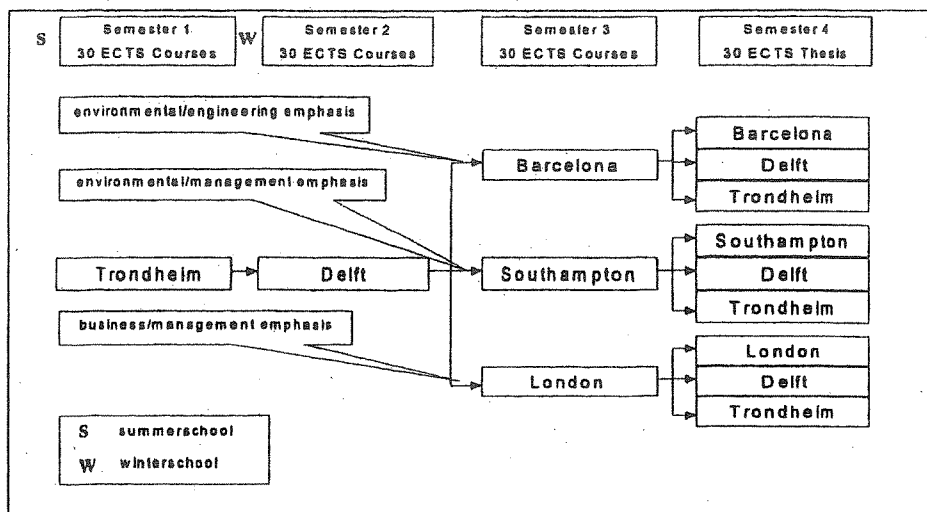 S
Semester 1
30 ECTS Courses
W
Semester 2
30 ECTS Courses
Semester 3
30 ECTS Courses
Semester 4
30 ECTS Thesis
environmental/engineering emphasis
environmental/management emphasis
business/management emphasis
Trondheim
Delft
Barcelona
Southampton
London
Barcelona
Delft
Trondheim
Southampton
Delft
Trondheim
London
Delft
Trondheim
S summerschool
W winterschool